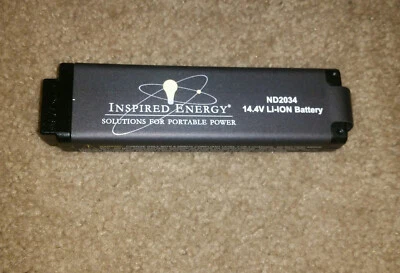 INSPIRED ENERGY®
SOLUTIONS FOR PORTABLE POWER
ND2034
14.4V LI-ION Battery